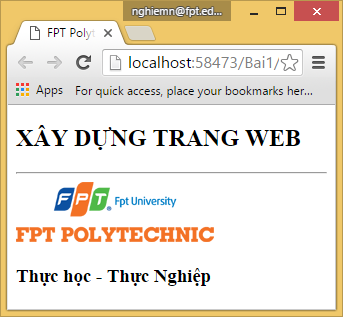 nghiemn@fpt.ed...
FPT Polyt
localhost:58473/Bai1/
Apps For quick access, place your bookmarks here...
XÂY DỰNG TRANG WEB
FPT Fpt University
FPT POLYTECHNIC
Thực học - Thực Nghiệp